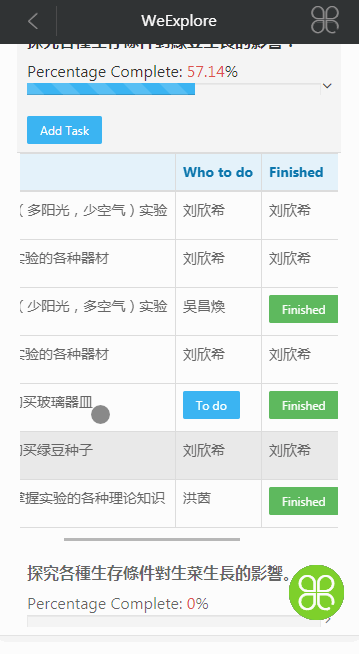 WeExplore
探究各種生存條件對綠豆生長的影響！
Percentage Complete: 57.14%
Add Task
Who to do Finished
（多阳光，少空气）实验 刘欣希 刘欣希
实验的各种器材 刘欣希 刘欣希
（少阳光，多空气）实验 吳昌煥 Finished
实验的各种器材 刘欣希 刘欣希
购买玻璃器皿 To do Finished
购买绿豆种子 刘欣希 刘欣希
掌握实验的各种理论知识 洪茵 Finished
探究各種生存條件對生菜生長的影響。
Percentage Complete: 0%